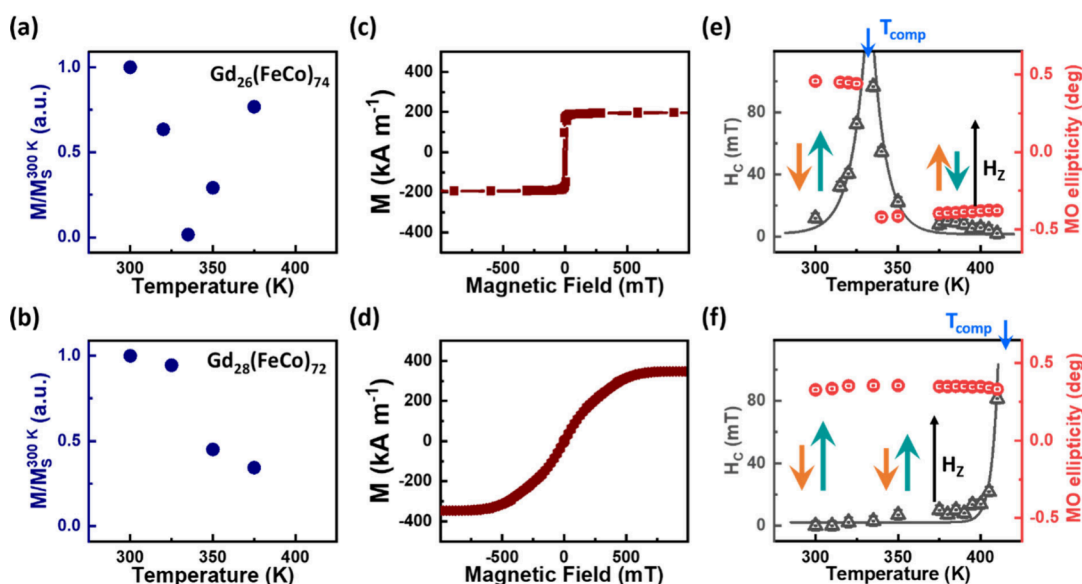 (a)
1.0
0.5
0.0
M/M_S^{300 K} (a.u.)
Gd₂₆(FeCo)₇₄
300 350 400
Temperature (K)
(c)
400
200
0
-200
-400
M (kA m⁻¹)
-500 0 500
Magnetic Field (mT)
(e)
T_comp
80
40
0
H_C (mT)
H_Z
0.5
0.0
-0.5
MO ellipticity (deg)
300 350 400
Temperature (K)
(b)
1.0
0.5
0.0
M/M_S^{300 K} (a.u.)
Gd₂₈(FeCo)₇₂
300 350 400
Temperature (K)
(d)
400
200
0
-200
-400
M (kA m⁻¹)
-500 0 500
Magnetic Field (mT)
(f)
T_comp
80
40
0
H_C (mT)
H_Z
0.5
0.0
-0.5
MO ellipticity (deg)
300 350 400
Temperature (K)